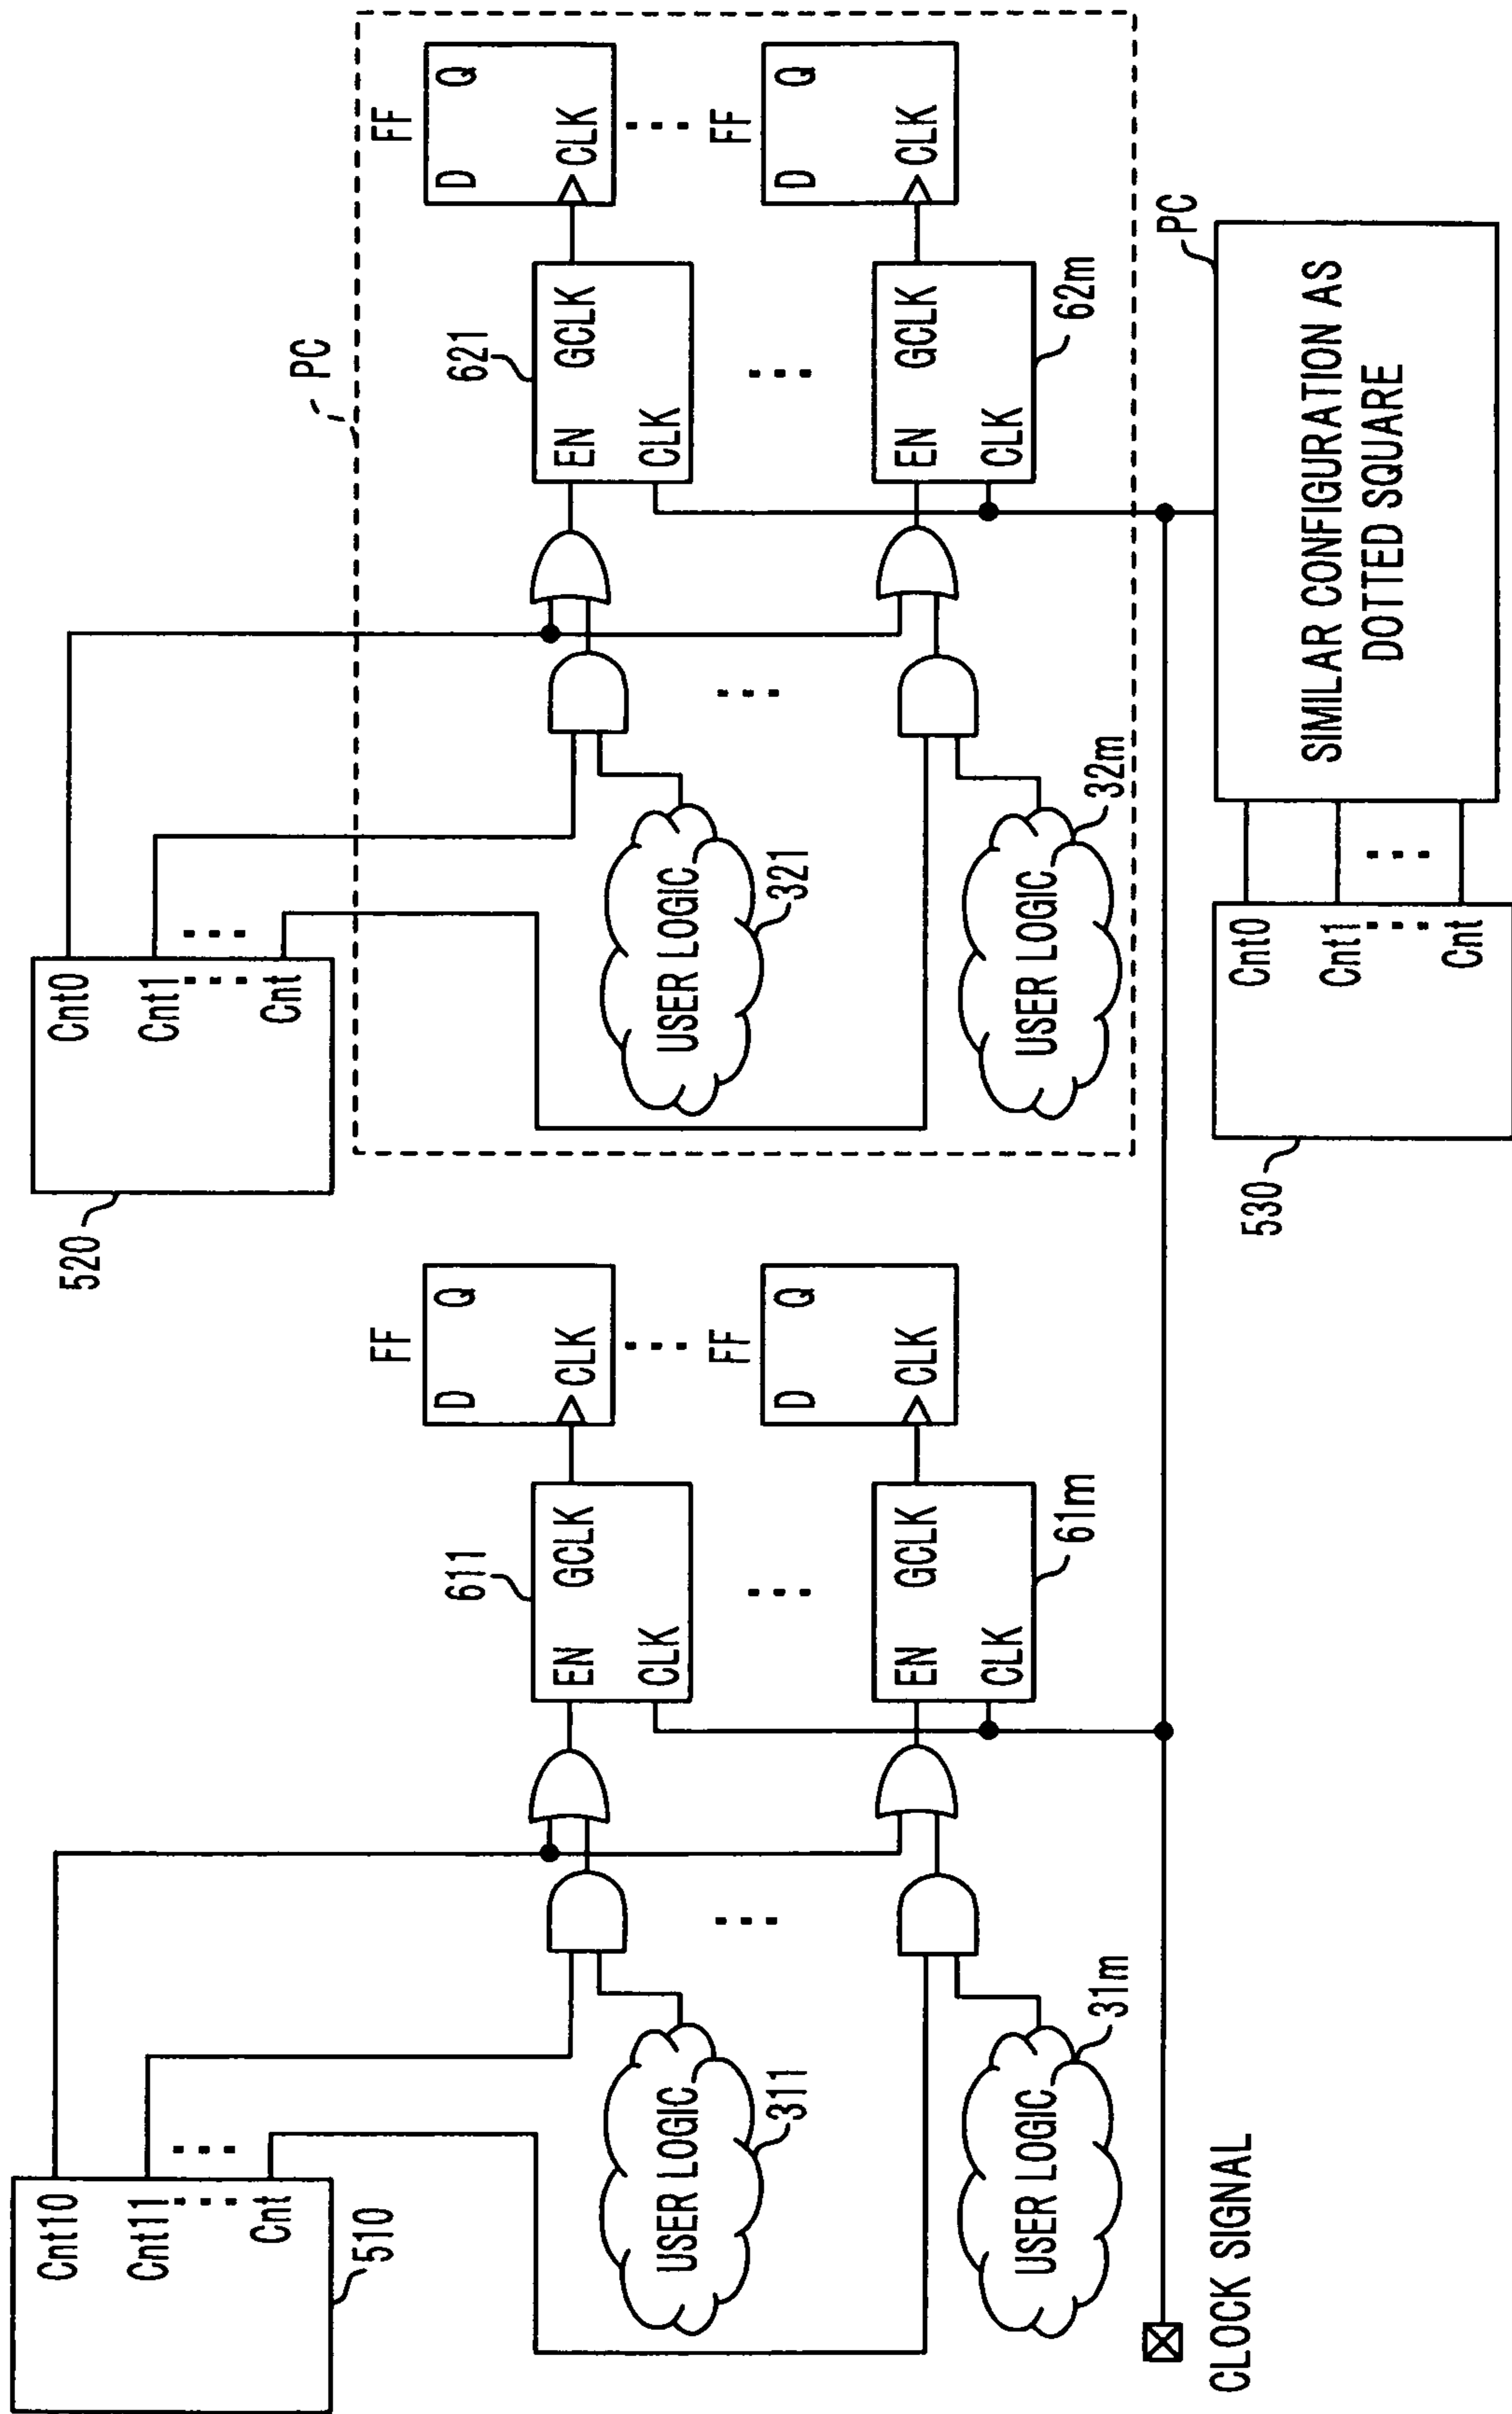 510
Cnt10
Cnt11
Cnt
USER LOGIC
311
USER LOGIC
31m
611
EN GCLK
CLK
EN GCLK
CLK
61m
FF
D Q
CLK
FF
D Q
CLK
CLOCK SIGNAL
520
Cnt0
Cnt1
Cnt
PC
USER LOGIC
321
USER LOGIC
32m
621
EN GCLK
CLK
EN GCLK
CLK
62m
FF
D Q
CLK
FF
D Q
CLK
530
Cnt0
Cnt1
Cnt
PC
SIMILAR CONFIGURATION AS
DOTTED SQUARE